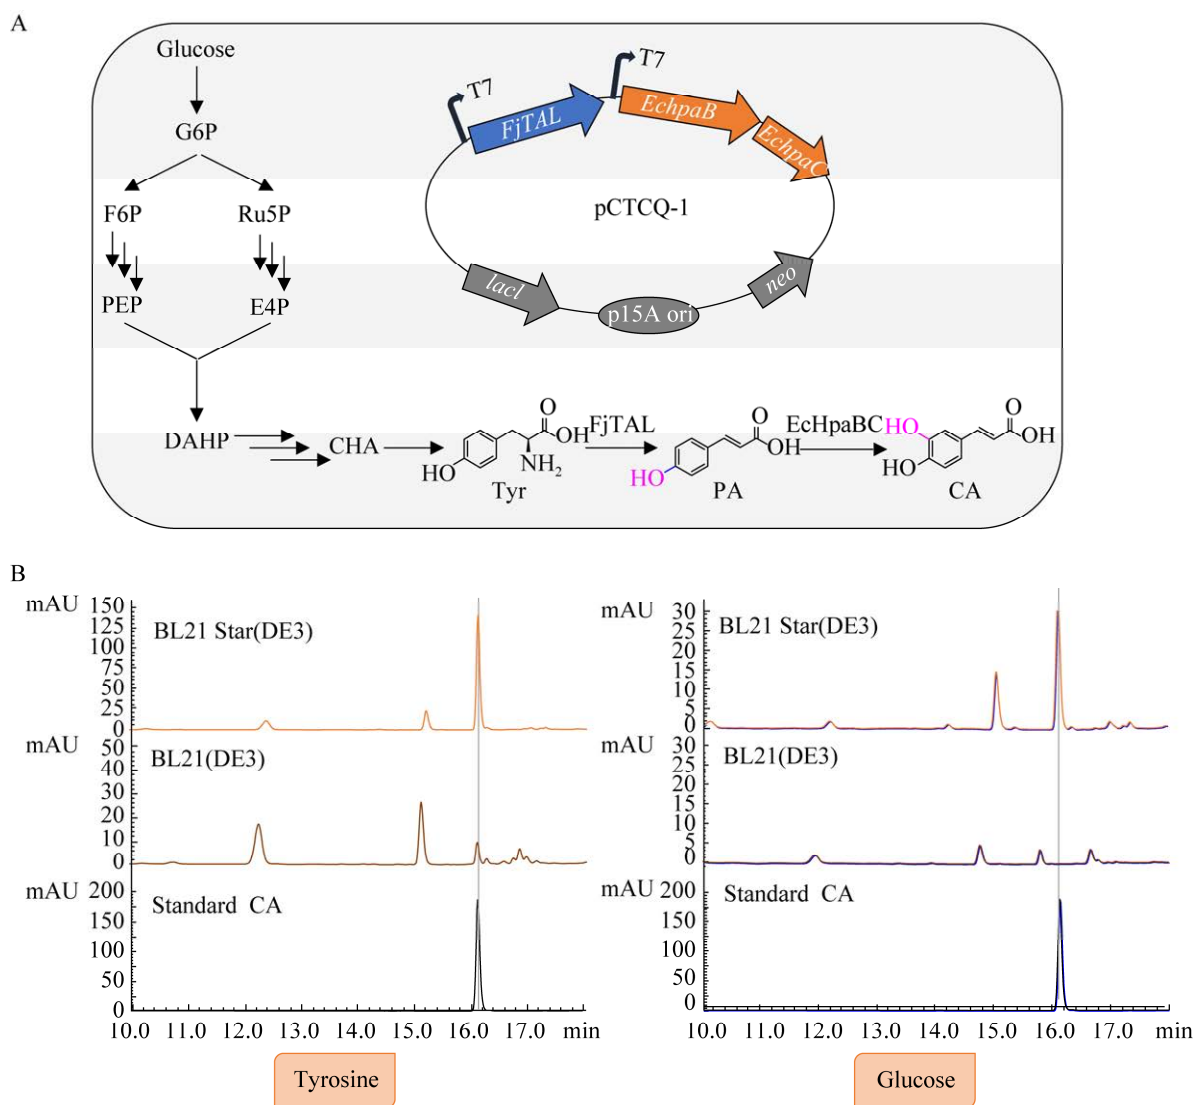 A
Glucose
G6P
F6P
Ru5P
PEP
E4P
DAHP
CHA
T7
FjTAL
T7
EchpaB
EchpaC
pCTCQ-1
lacl
p15A ori
neo
O
OH
NH2
HO
Tyr
FjTAL
O
OH
HO
PA
EcHpaBC
HO
O
OH
HO
CA
B
mAU
150
125
100
75
50
25
0
BL21 Star(DE3)
mAU
50
40
30
20
10
0
BL21(DE3)
mAU
200
150
100
50
0
Standard CA
10.0 11.0 12.0 13.0 14.0 15.0 16.0 17.0 min
Tyrosine
mAU
30
25
20
15
10
5
0
BL21 Star(DE3)
mAU
30
25
20
15
10
5
0
BL21(DE3)
mAU
200
150
100
50
0
Standard CA
10.0 11.0 12.0 13.0 14.0 15.0 16.0 17.0 min
Glucose